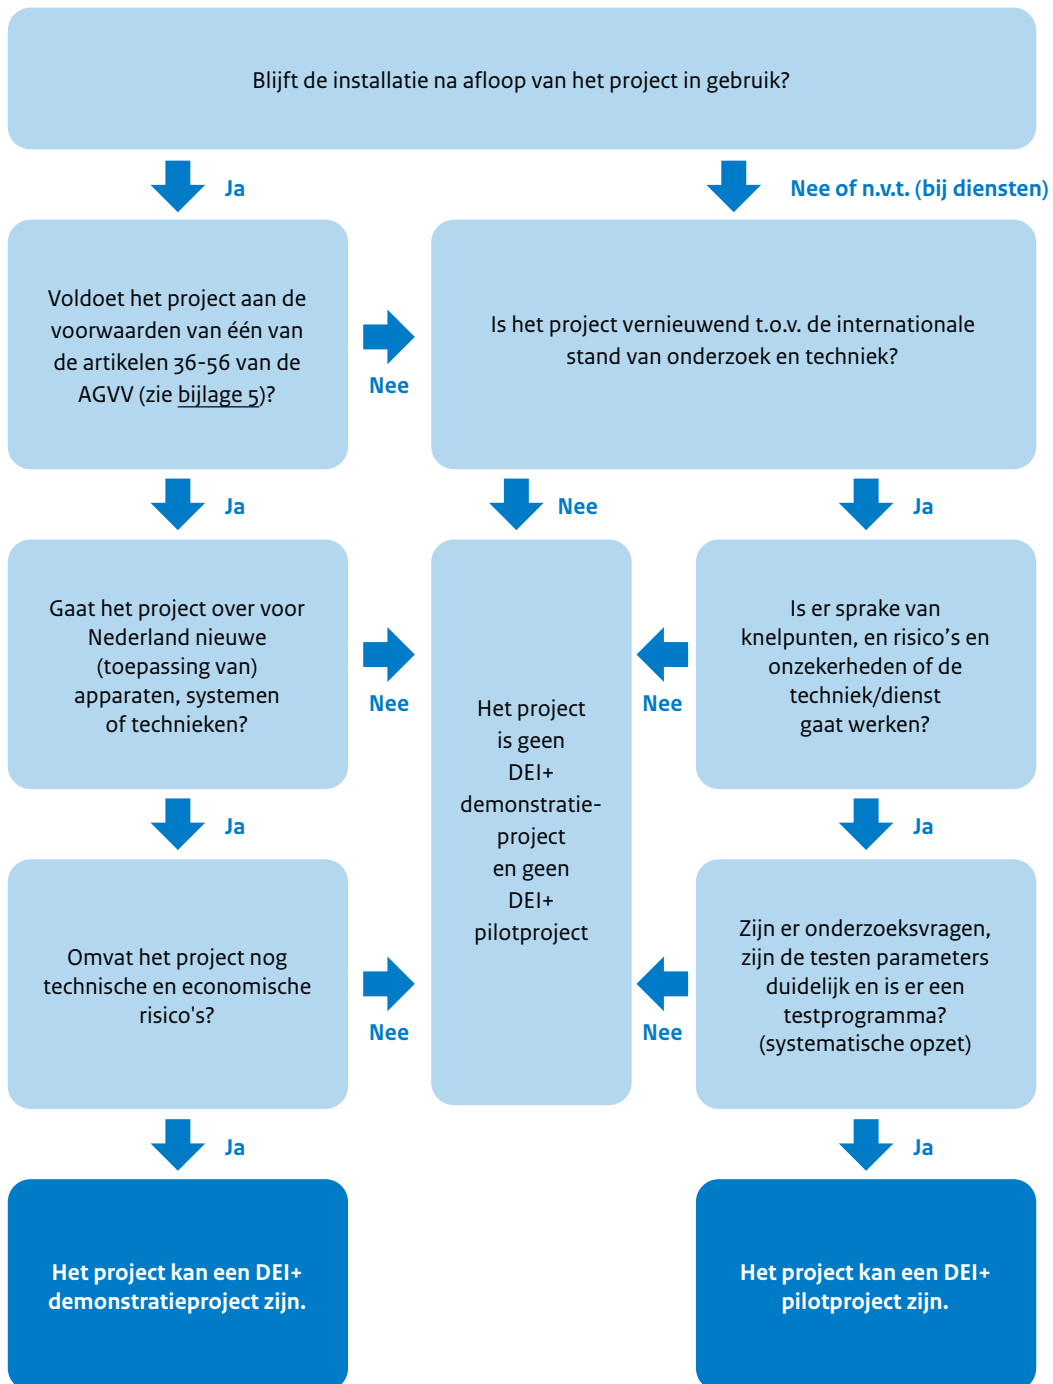 Blijft de installatie na afloop van het project in gebruik?
Ja
Nee of n.v.t. (bij diensten)
Voldoet het project aan de
voorwaarden van één van
de artikelen 36-56 van de
AGVV (zie bijlage 5)?
Nee
Is het project vernieuwend t.o.v. de internationale
stand van onderzoek en techniek?
Ja
Nee
Ja
Gaat het project over voor
Nederland nieuwe
(toepassing van)
apparaten, systemen
of technieken?
Nee
Het project
is geen
DEI+
demonstratie-
project
en geen
DEI+
pilotproject
Nee
Is er sprake van
knelpunten, en risico’s en
onzekerheden of de
techniek/dienst
gaat werken?
Ja
Ja
Omvat het project nog
technische en economische
risico's?
Nee
Nee
Zijn er onderzoeksvragen,
zijn de testen parameters
duidelijk en is er een
testprogramma?
(systematische opzet)
Ja
Ja
Het project kan een DEI+
demonstratieproject zijn.
Het project kan een DEI+
pilotproject zijn.